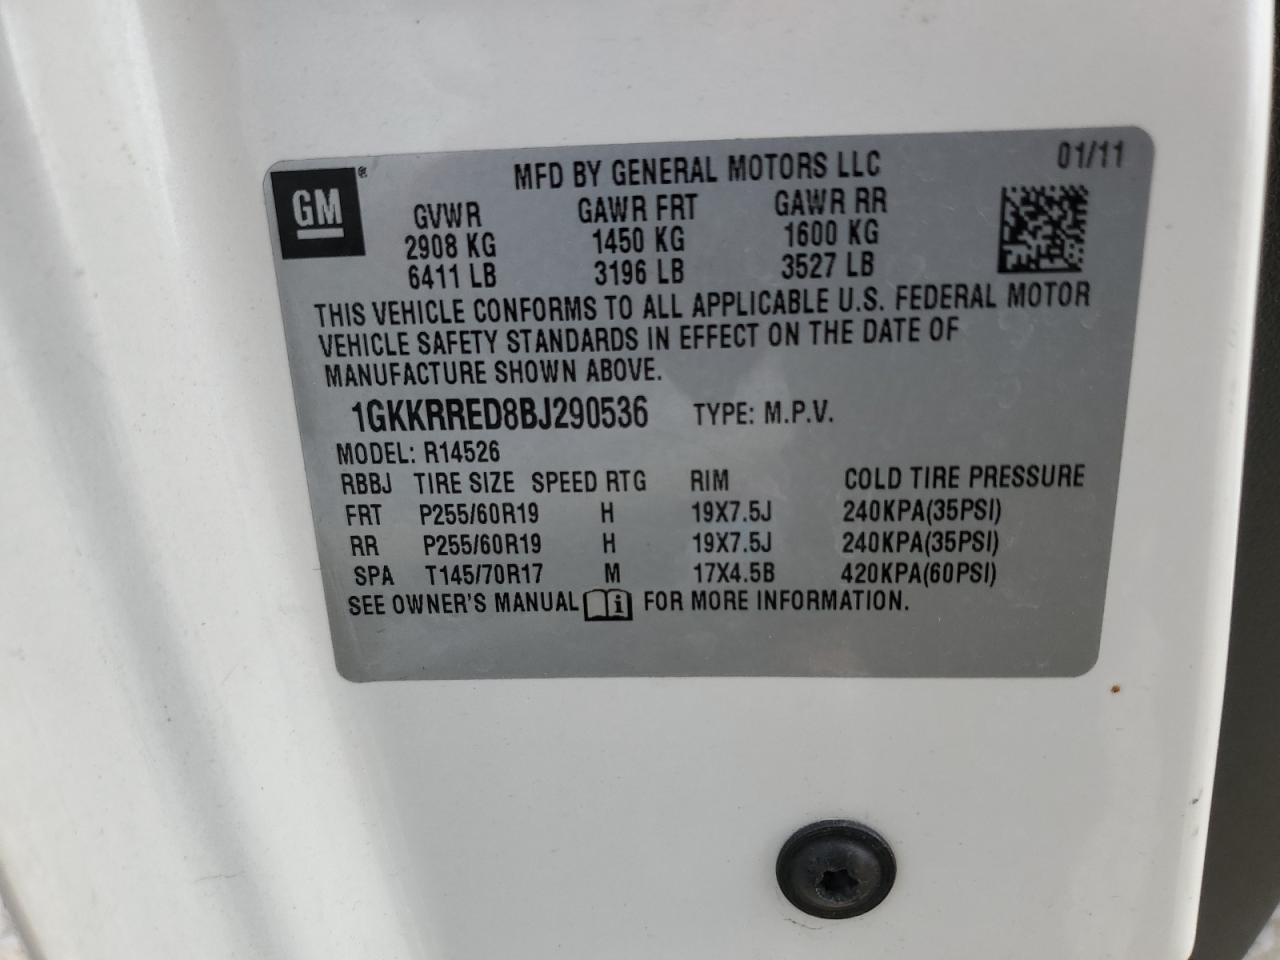 GM®
MFD BY GENERAL MOTORS LLC 01/11
GVWR GAWR FRT GAWR RR
2908 KG 1450 KG 1600 KG
6411 LB 3196 LB 3527 LB
THIS VEHICLE CONFORMS TO ALL APPLICABLE U.S. FEDERAL MOTOR
VEHICLE SAFETY STANDARDS IN EFFECT ON THE DATE OF
MANUFACTURE SHOWN ABOVE.
1GKKRRED8BJ290536 TYPE: M.P.V.
MODEL: R14526
RBBJ TIRE SIZE SPEED RTG RIM COLD TIRE PRESSURE
FRT P255/60R19 H 19X7.5J 240KPA(35PSI)
RR P255/60R19 H 19X7.5J 240KPA(35PSI)
SPA T145/70R17 M 17X4.5B 420KPA(60PSI)
SEE OWNER'S MANUAL i FOR MORE INFORMATION.